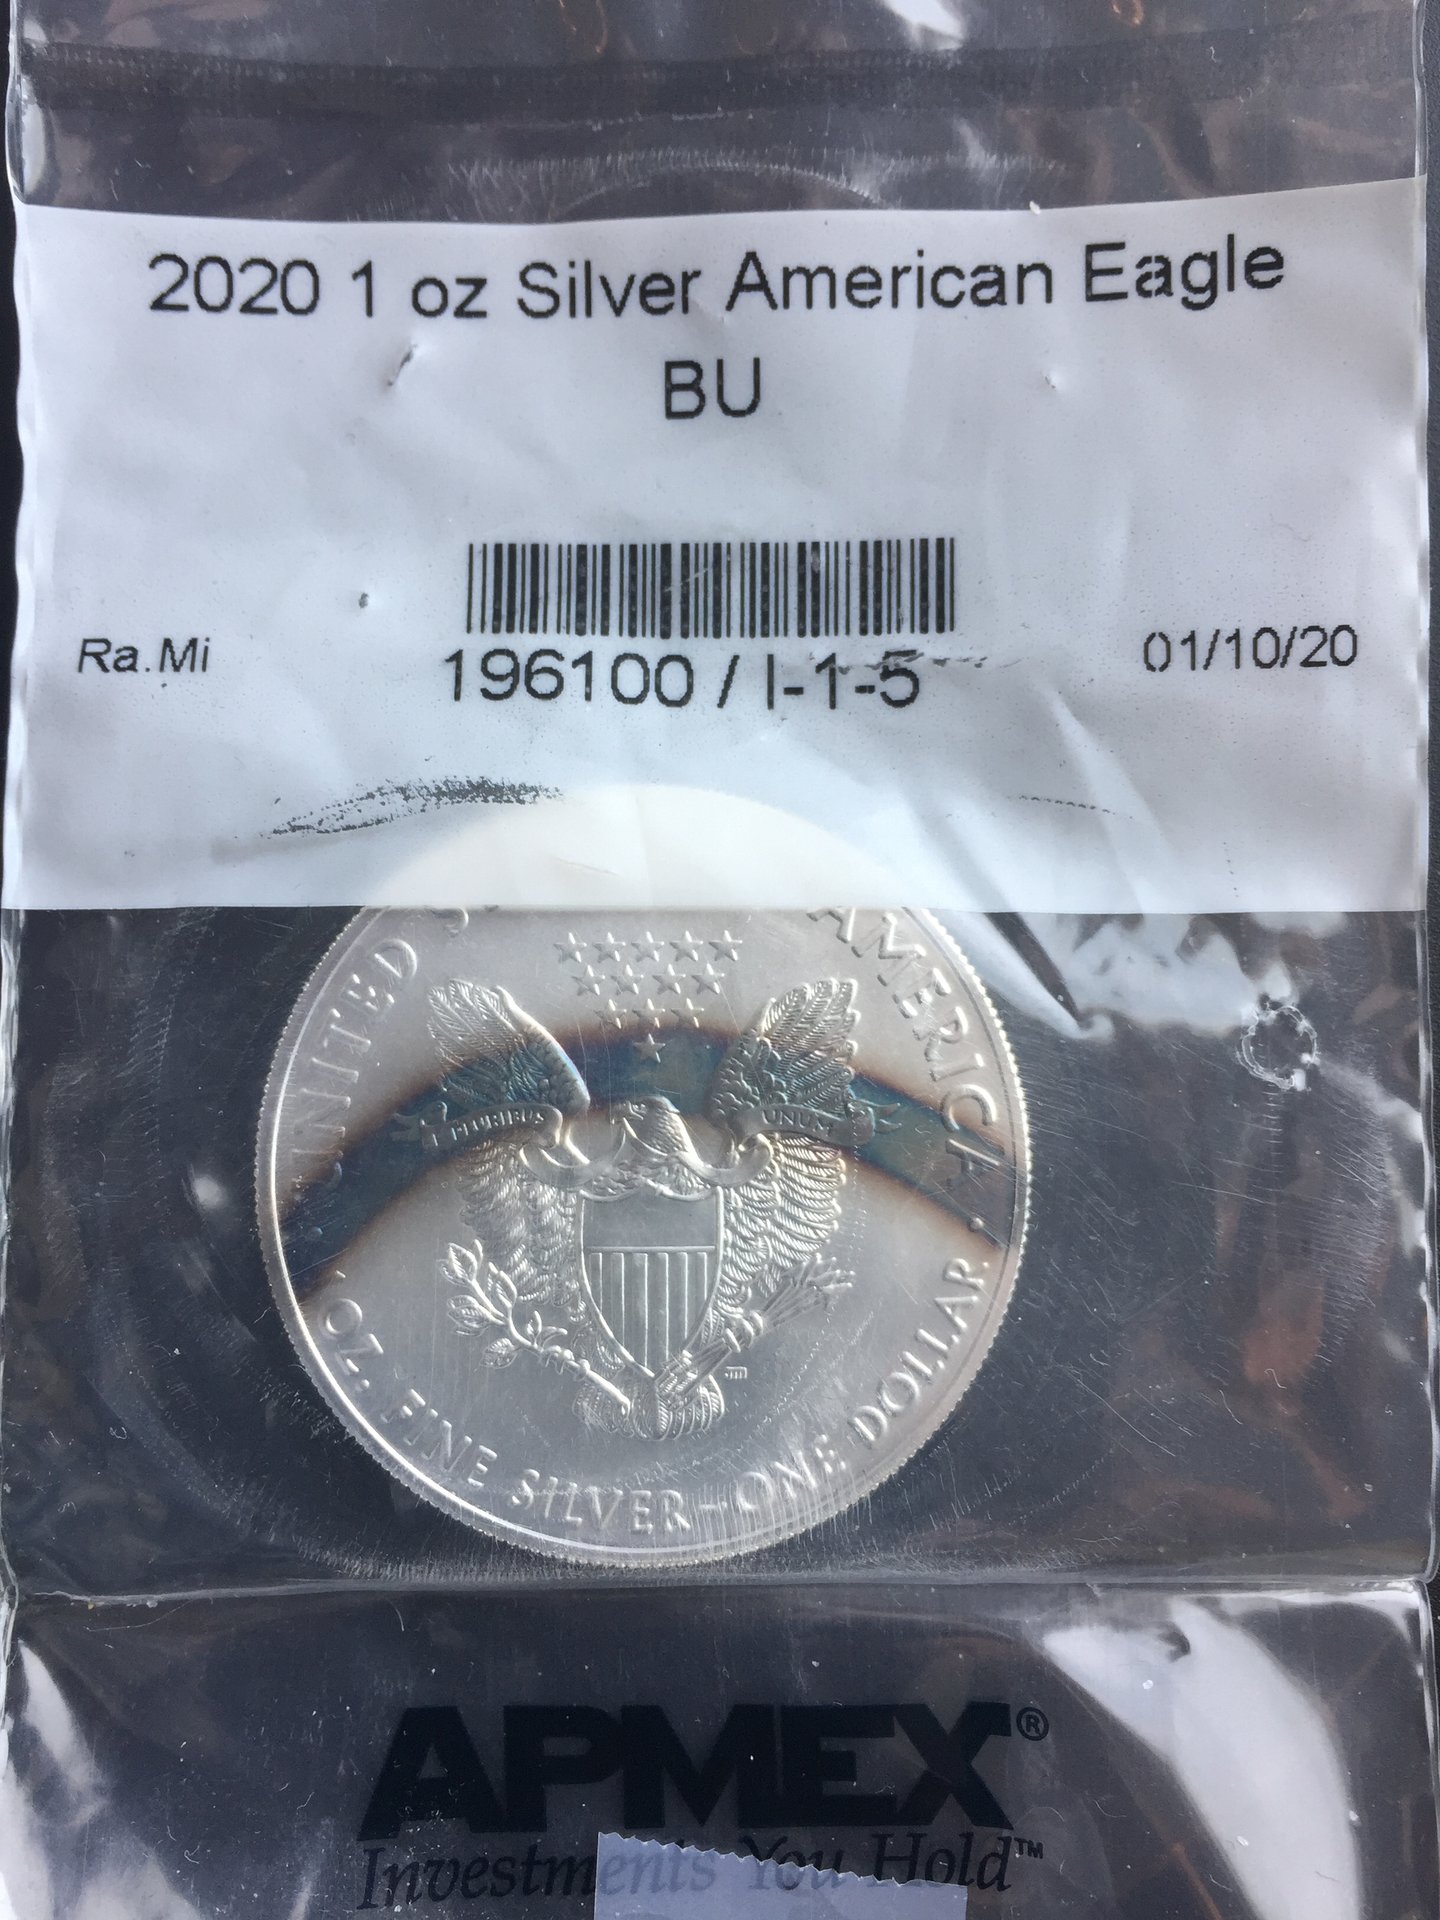 2020 1 oz Silver American Eagle
BU
Ra.Mi
196100 / I-1-5
01/10/20
UNITED AMERICA
E PLURIBUS UNUM
OZ. FINE SILVER~ONE DOLLAR
APMEX®
Investments You Hold™